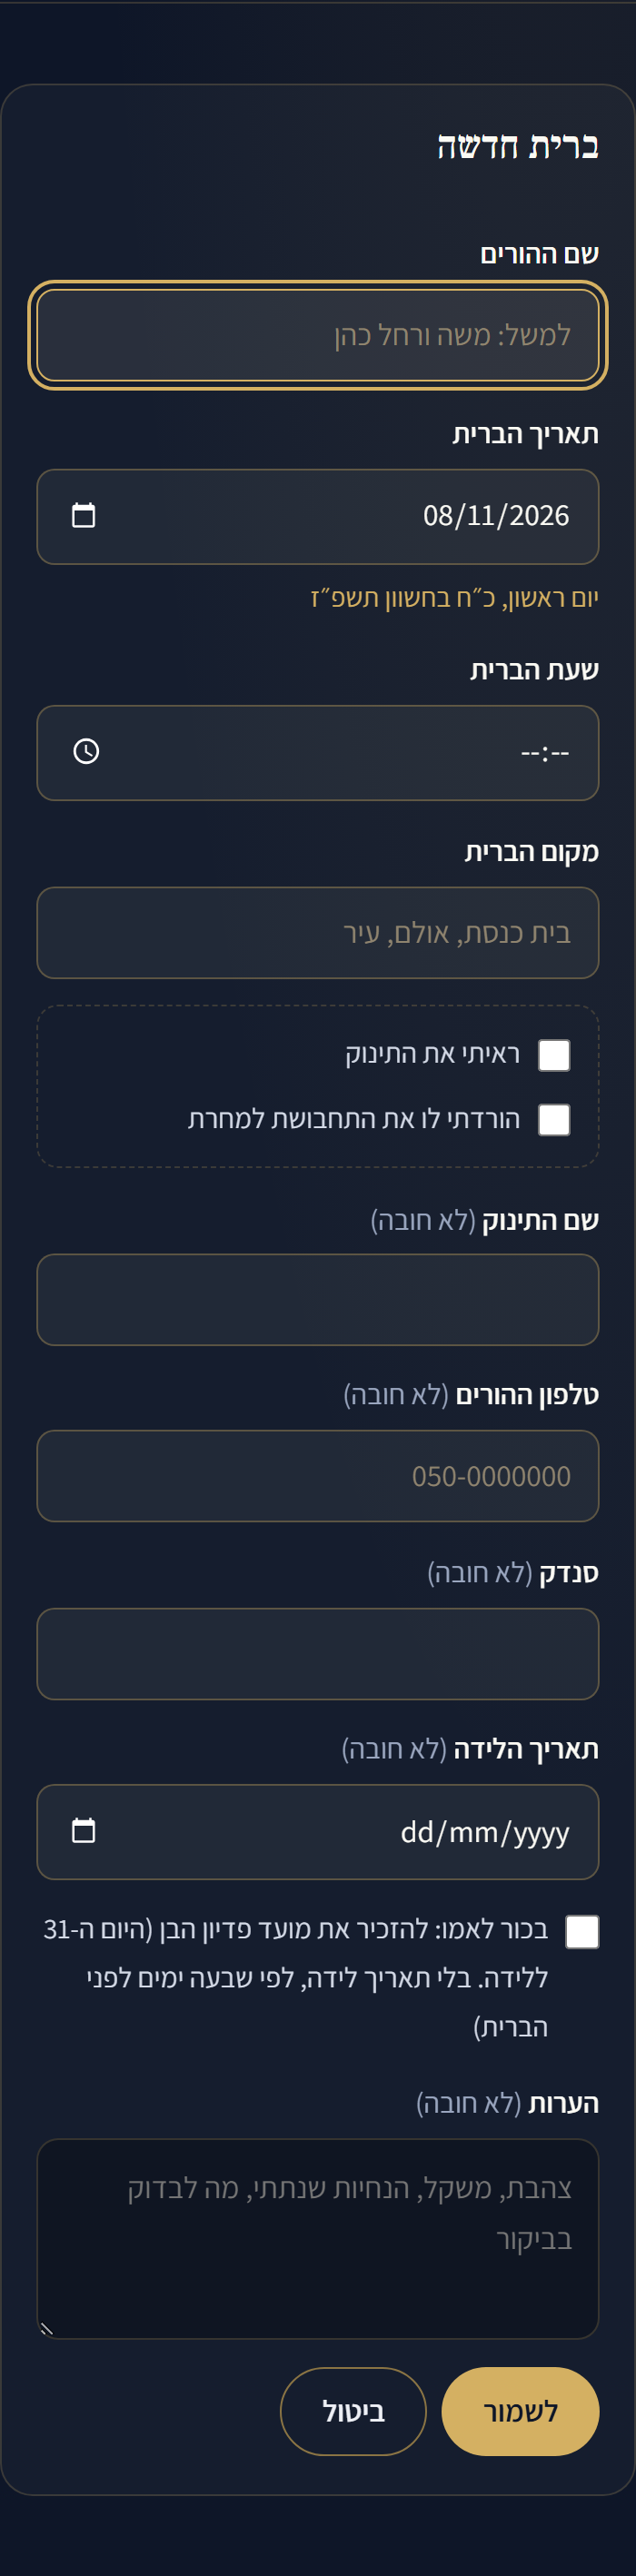 ברית חדשה
שם ההורים
למשל: משה ורחל כהן
תאריך הברית
08/11/2026
יום ראשון, כ״ח בחשוון תשפ״ז
שעת הברית
--:--
מקום הברית
בית כנסת, אולם, עיר
ראיתי את התינוק
הורדתי לו את התחבושת למחרת
שם התינוק (לא חובה)
טלפון ההורים (לא חובה)
050-0000000
סנדק (לא חובה)
תאריך הלידה (לא חובה)
dd/mm/yyyy
בכור לאמו: להזכיר את מועד פדיון הבן (היום ה-31
ללידה. בלי תאריך לידה, לפי שבעה ימים לפני
הברית)
הערות (לא חובה)
צהבת, משקל, הנחיות שנתתי, מה לבדוק
בביקור
לשמור
ביטול